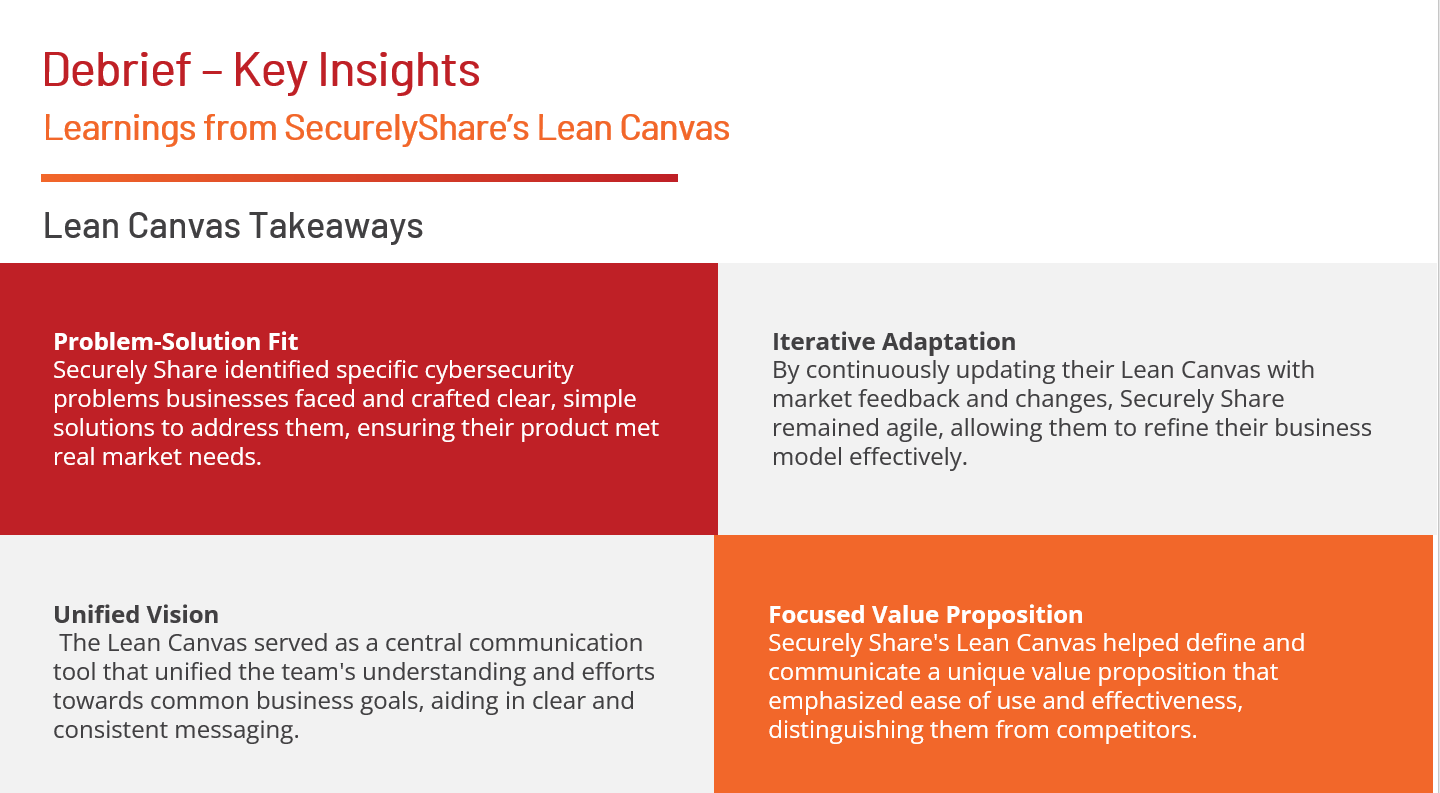 Debrief – Key Insights
Learnings from SecurelyShare’s Lean Canvas
Lean Canvas Takeaways
Problem-Solution Fit
Securely Share identified specific cybersecurity
problems businesses faced and crafted clear, simple
solutions to address them, ensuring their product met
real market needs.
Iterative Adaptation
By continuously updating their Lean Canvas with
market feedback and changes, Securely Share
remained agile, allowing them to refine their business
model effectively.
Unified Vision
The Lean Canvas served as a central communication
tool that unified the team's understanding and efforts
towards common business goals, aiding in clear and
consistent messaging.
Focused Value Proposition
Securely Share's Lean Canvas helped define and
communicate a unique value proposition that
emphasized ease of use and effectiveness,
distinguishing them from competitors.